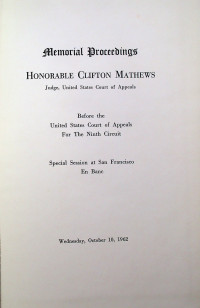 Memorial Proceedings
HONORABLE CLIFTON MATHEWS
Judge, United States Court of Appeals
Before the
United States Court of Appeals
For The Ninth Circuit
Special Session at San Francisco
En Banc
Wednesday, October 10, 1962